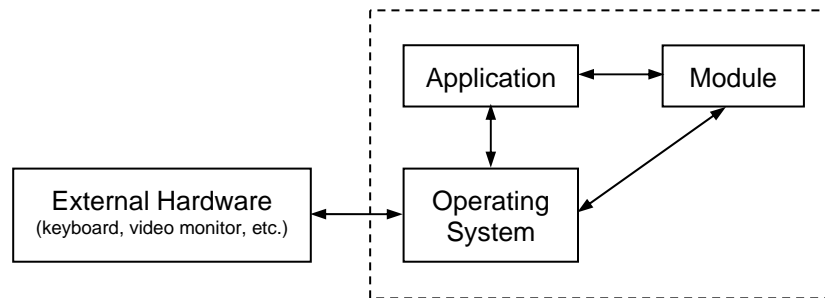 Application
Module
External Hardware
(keyboard, video monitor, etc.)
Operating
System